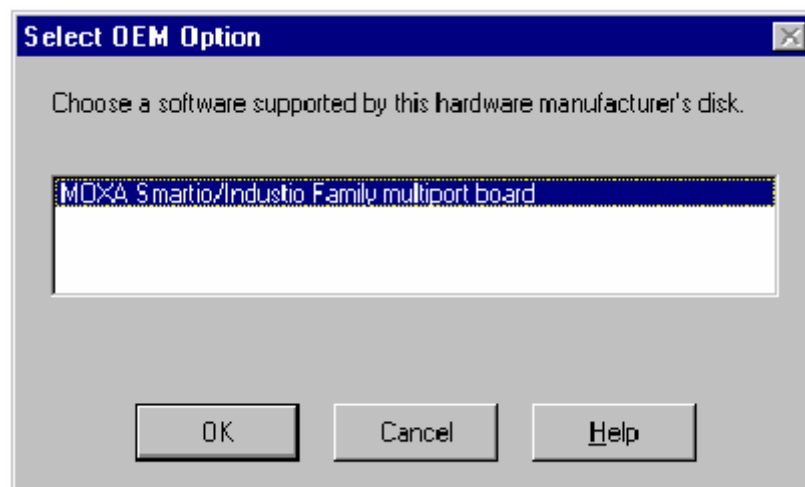 Select OEM Option
Choose a software supported by this hardware manufacturer's disk.
MOXA Smartio/Industio Family multiport board
OK Cancel Help